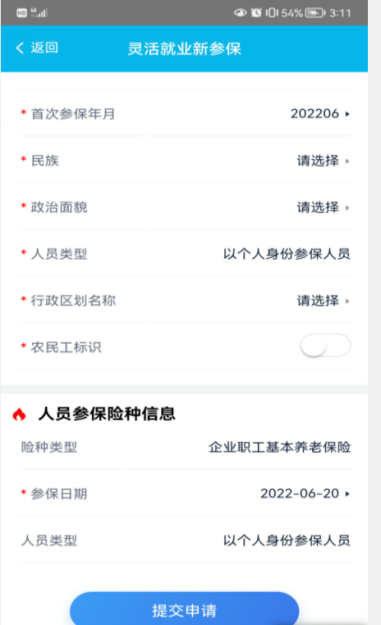 HD 4G 54% 3:11
返回 灵活就业新参保
* 首次参保年月 202206
* 民族 请选择
* 政治面貌 请选择
* 人员类型 以个人身份参保人员
* 行政区划名称 请选择
* 农民工标识
人员参保险种信息
险种类型 企业职工基本养老保险
* 参保日期 2022-06-20
人员类型 以个人身份参保人员
提交申请